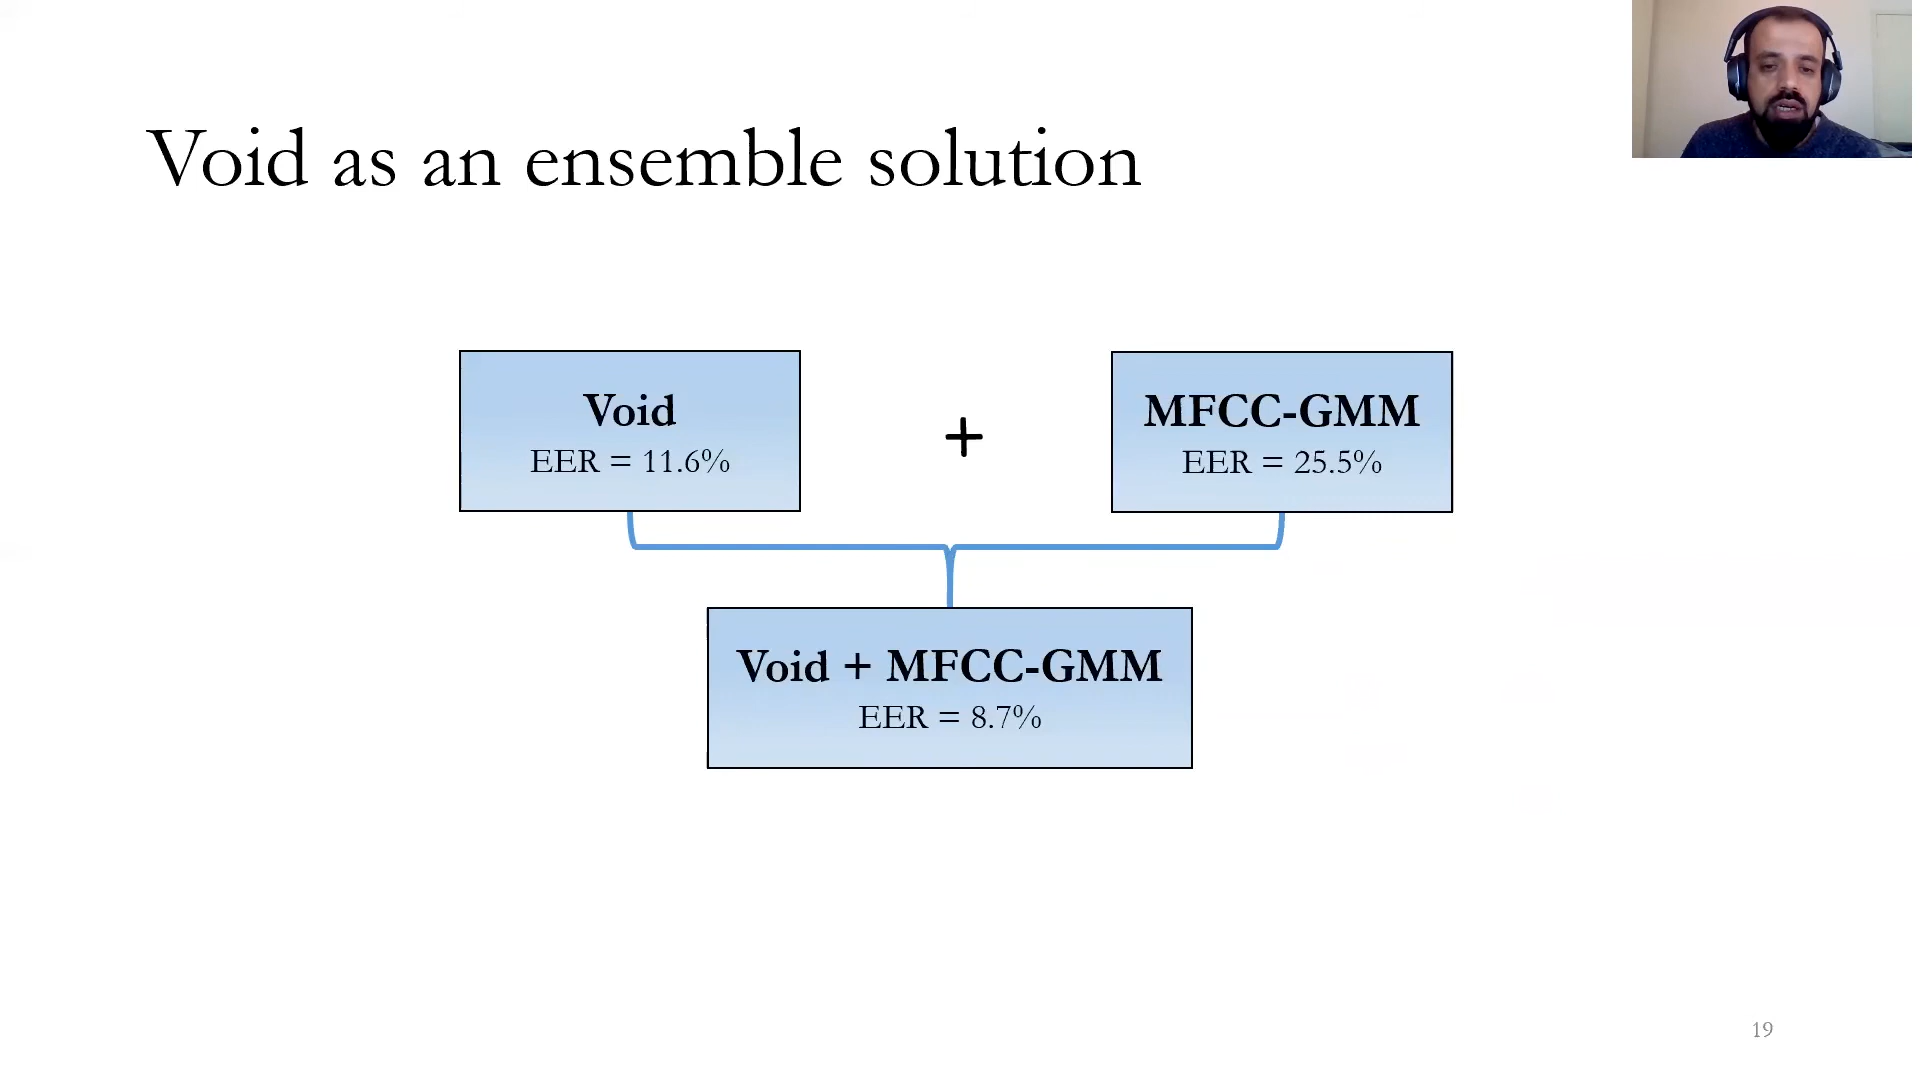 Void as an ensemble solution
Void
EER = 11.6%
+
MFCC-GMM
EER = 25.5%
Void + MFCC-GMM
EER = 8.7%
19